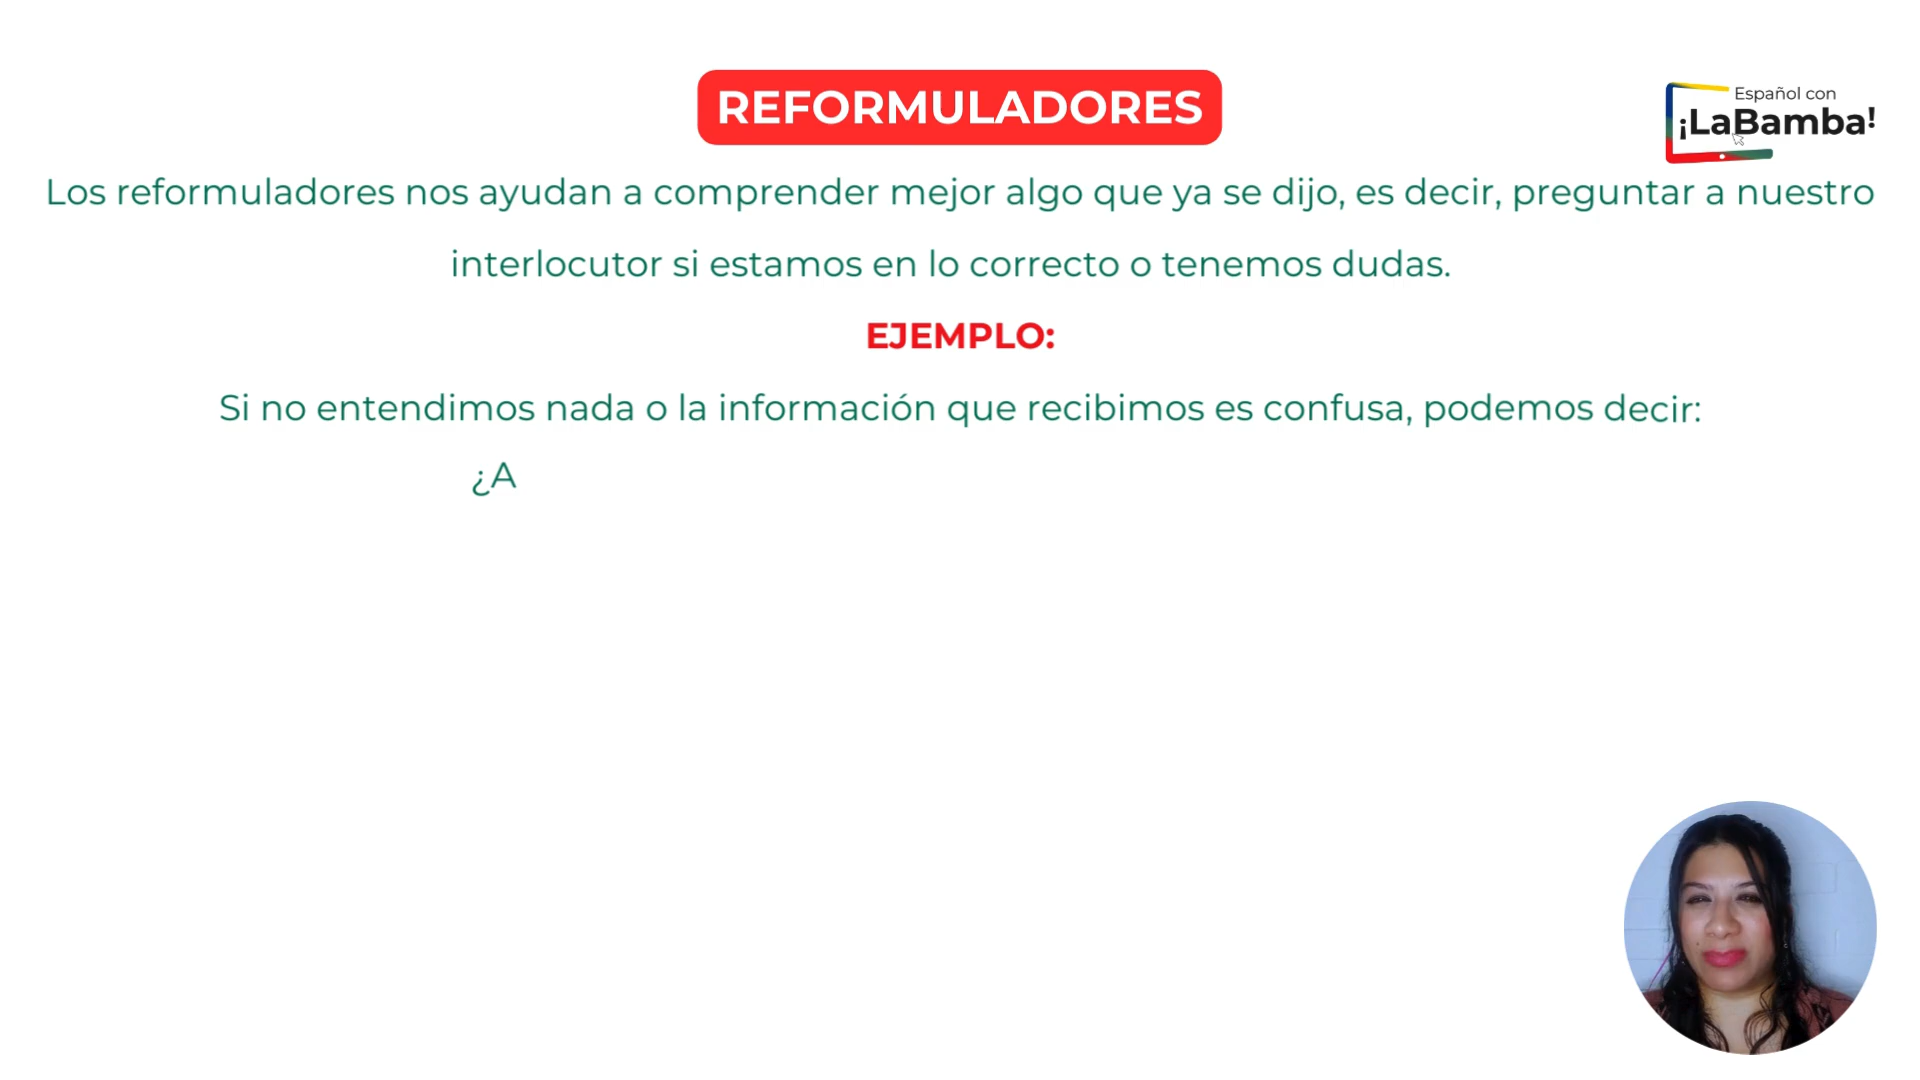 REFORMULADORES
Español con
¡LaBamba!
Los reformuladores nos ayudan a comprender mejor algo que ya se dijo, es decir, preguntar a nuestro
interlocutor si estamos en lo correcto o tenemos dudas.
EJEMPLO:
Si no entendimos nada o la información que recibimos es confusa, podemos decir:
¿A